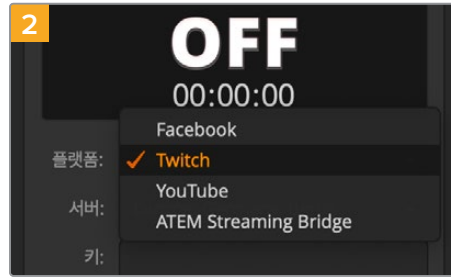 2
OFF
00:00:00
Facebook
플랫폼: ✓ Twitch
YouTube
서버:
ATEM Streaming Bridge
키: